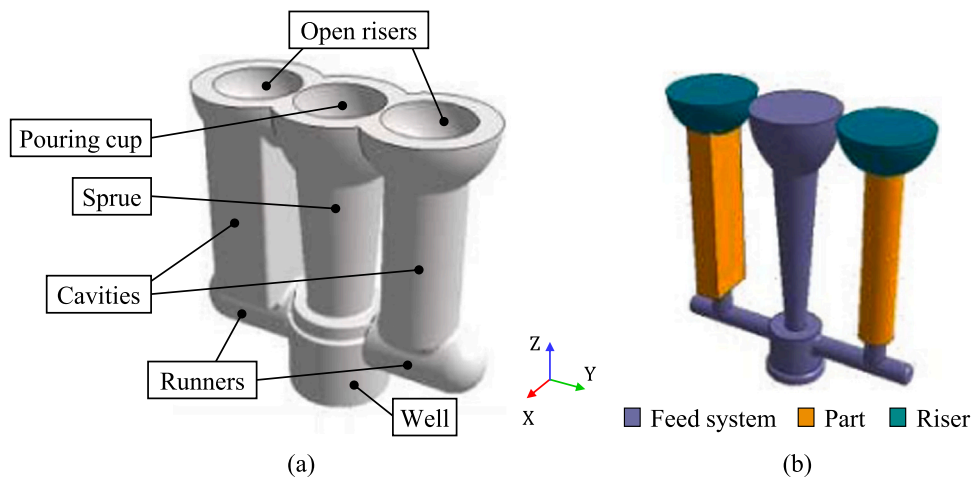 Open risers
Pouring cup
Sprue
Cavities
Runners
Well
Z
Y
X
Feed system Part Riser
(a) (b)